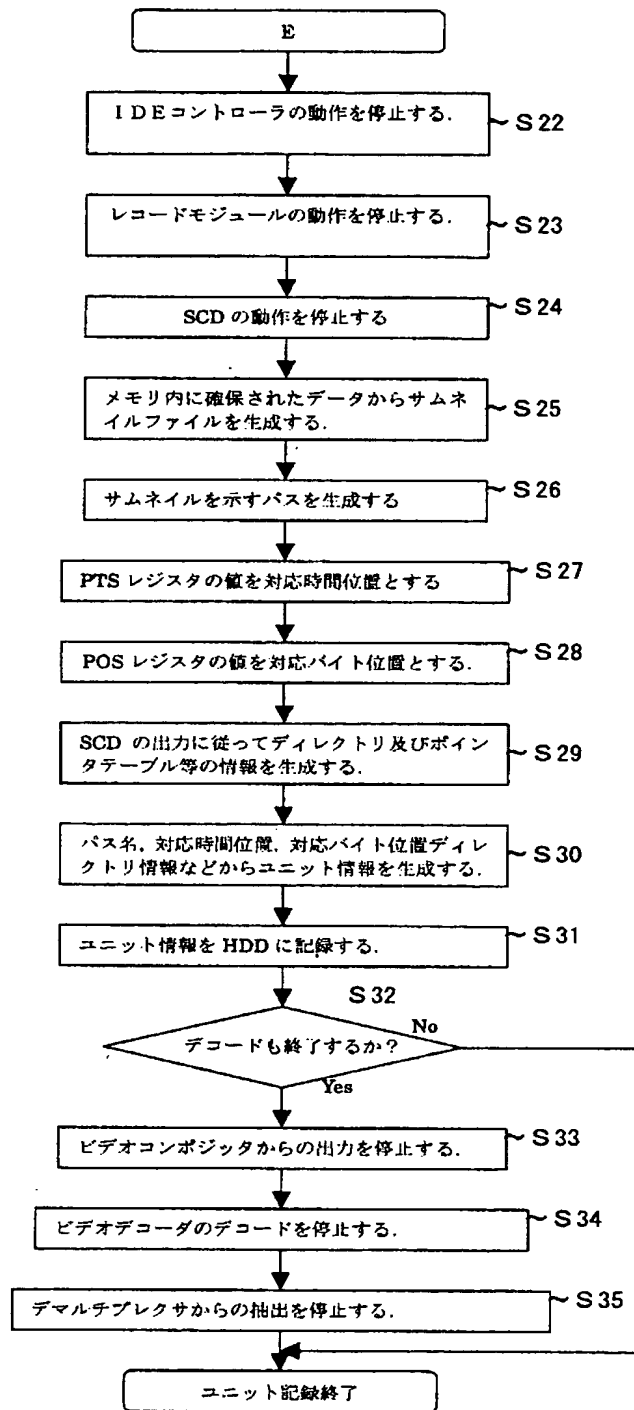 E
IDEコントローラの動作を停止する.
~S22
レコードモジュールの動作を停止する.
~S23
SCDの動作を停止する
~S24
メモリ内に確保されたデータからサムネ
イルファイルを生成する.
~S25
サムネイルを示すパスを生成する
~S26
PTSレジスタの値を対応時間位置とする
~S27
POSレジスタの値を対応バイト位置とする.
~S28
SCDの出力に従ってディレクトリ及びポイン
タテーブル等の情報を生成する.
~S29
パス名, 対応時間位置, 対応バイト位置ディレ
クトリ情報などからユニット情報を生成する.
~S30
ユニット情報をHDDに記録する.
~S31
S32
デコードも終了するか?
No
Yes
ビデオコンポジッタからの出力を停止する.
~S33
ビデオデコーダのデコードを停止する.
~S34
デマルチプレクサからの抽出を停止する.
~S35
ユニット記録終了